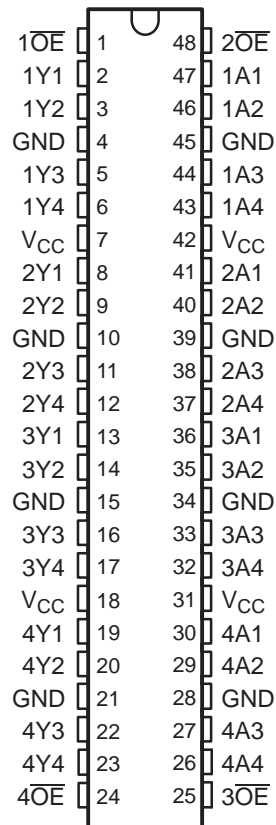 1O̅E̅ 1 48 2O̅E̅
1Y1 2 47 1A1
1Y2 3 46 1A2
GND 4 45 GND
1Y3 5 44 1A3
1Y4 6 43 1A4
VCC 7 42 VCC
2Y1 8 41 2A1
2Y2 9 40 2A2
GND 10 39 GND
2Y3 11 38 2A3
2Y4 12 37 2A4
3Y1 13 36 3A1
3Y2 14 35 3A2
GND 15 34 GND
3Y3 16 33 3A3
3Y4 17 32 3A4
VCC 18 31 VCC
4Y1 19 30 4A1
4Y2 20 29 4A2
GND 21 28 GND
4Y3 22 27 4A3
4Y4 23 26 4A4
4O̅E̅ 24 25 3O̅E̅